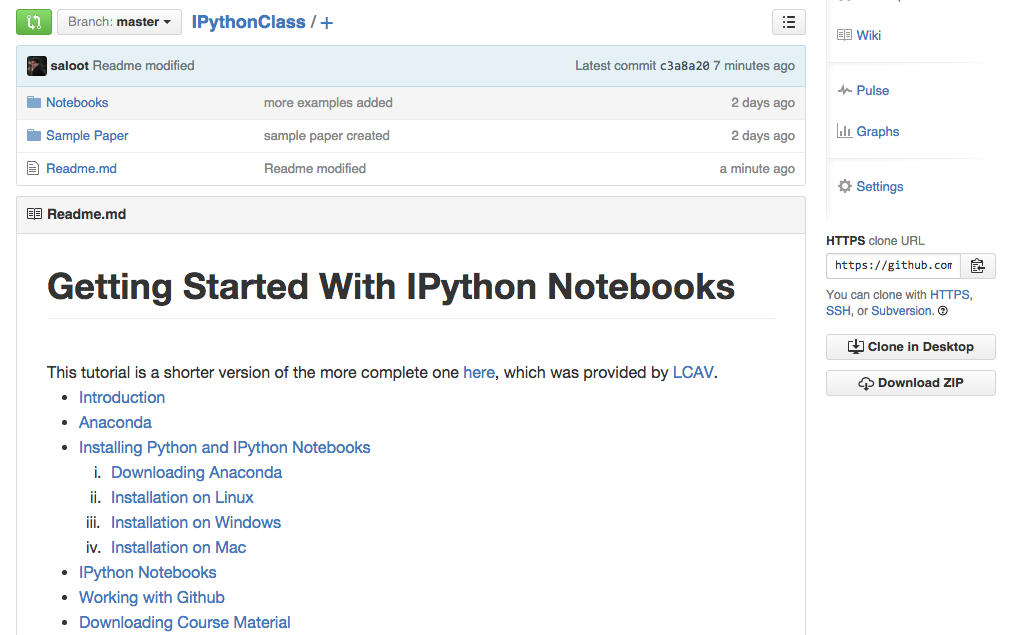 Branch: master IPythonClass / +
saloot Readme modified Latest commit c3a8a20 7 minutes ago
Notebooks more examples added 2 days ago
Sample Paper sample paper created 2 days ago
Readme.md Readme modified a minute ago
Readme.md
Getting Started With IPython Notebooks
This tutorial is a shorter version of the more complete one here, which was provided by LCAV.
• Introduction
• Anaconda
• Installing Python and IPython Notebooks
i. Downloading Anaconda
ii. Installation on Linux
iii. Installation on Windows
iv. Installation on Mac
• IPython Notebooks
• Working with Github
• Downloading Course Material
Wiki
Pulse
Graphs
Settings
HTTPS clone URL
https://github.com
You can clone with HTTPS,
SSH, or Subversion.
Clone in Desktop
Download ZIP